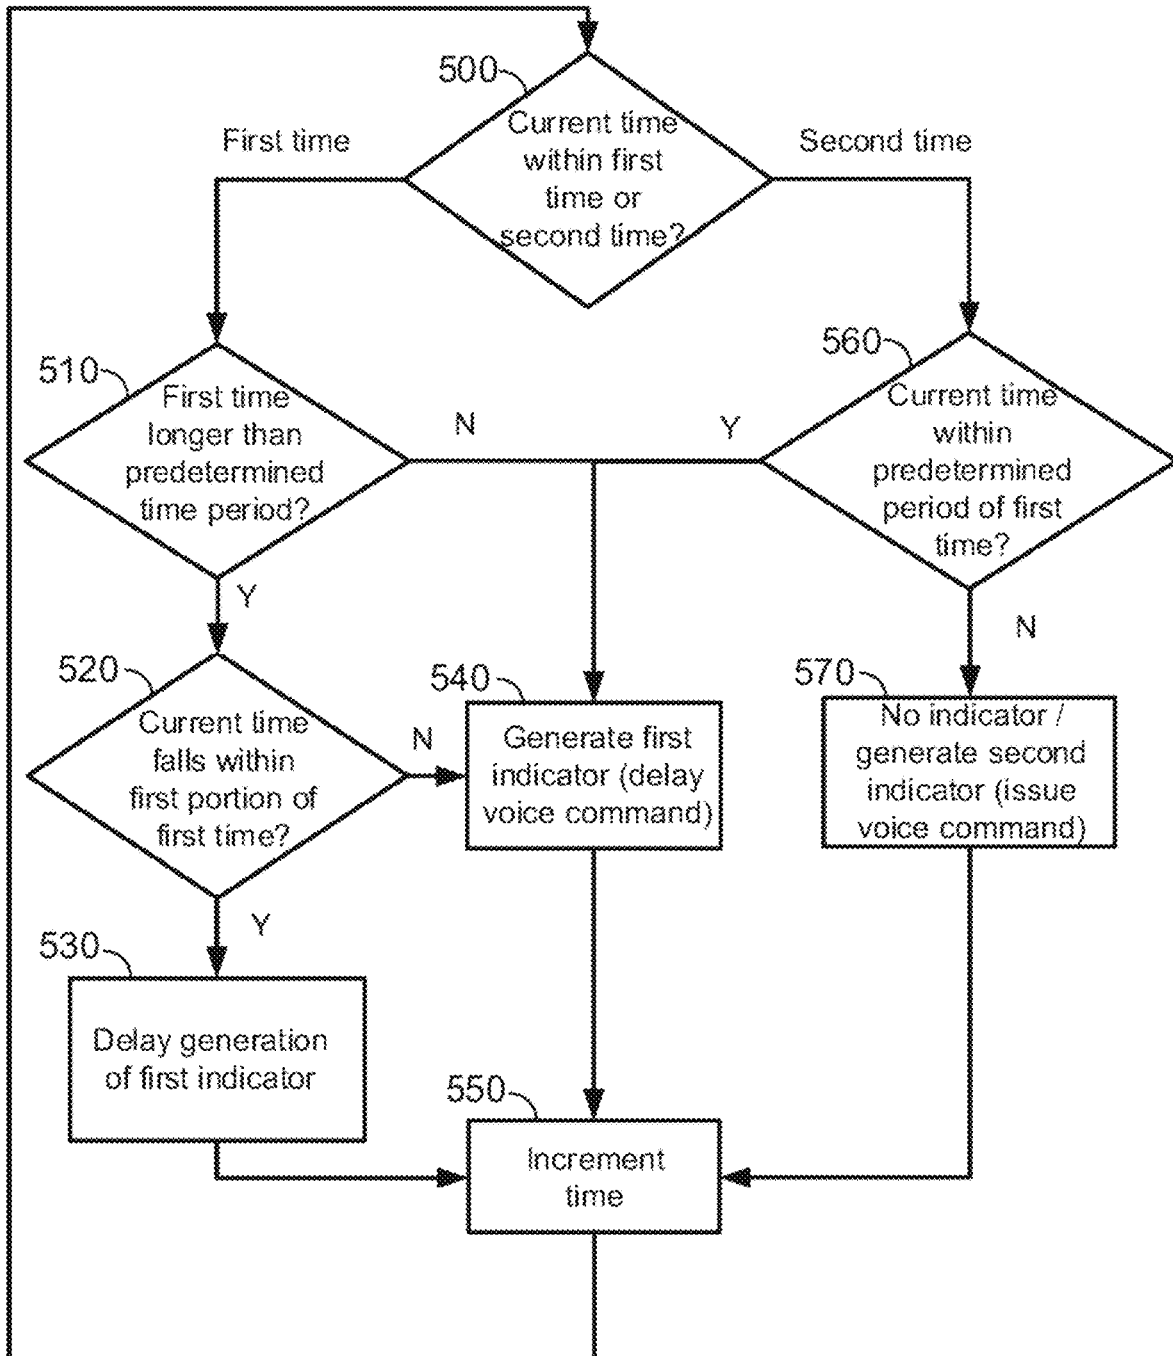 500
Current time
within first
time or
second time?
First time
Second time
510
First time
longer than
predetermined
time period?
N
Y
560
Current time
within
predetermined
period of first
time?
Y
N
520
Current time
falls within
first portion of
first time?
N
540
Generate first
indicator (delay
voice command)
570
No indicator /
generate second
indicator (issue
voice command)
Y
530
Delay generation
of first indicator
550
Increment
time